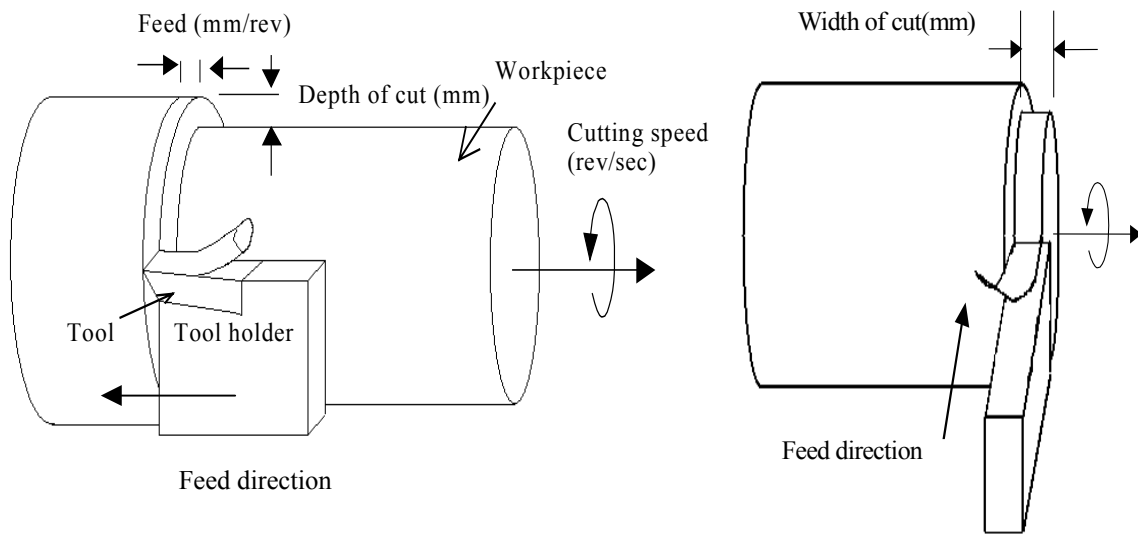 Feed (mm/rev)
Depth of cut (mm)
Workpiece
Cutting speed
(rev/sec)
Tool
Tool holder
Feed direction
Width of cut(mm)
Feed direction